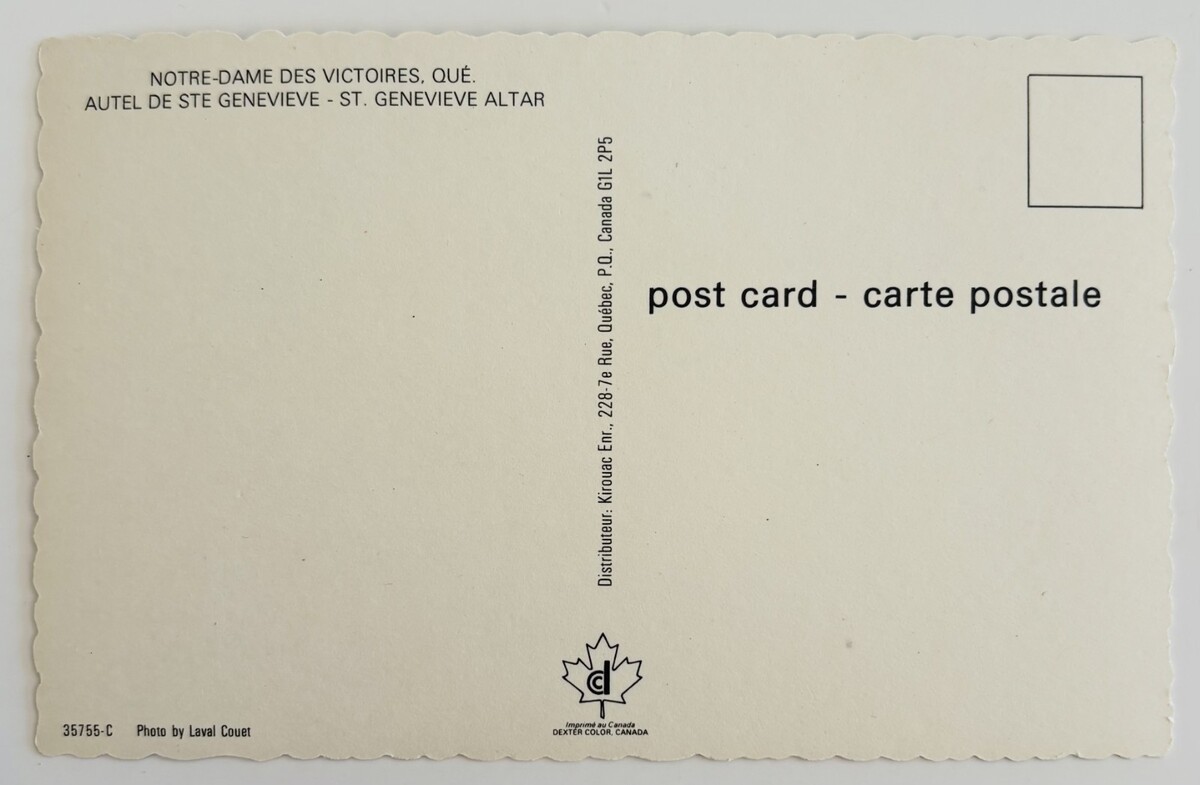 NOTRE-DAME DES VICTOIRES, QUÉ.
AUTEL DE STE GENEVIEVE - ST. GENEVIEVE ALTAR
Distributeur: Kirouac Enr., 228-7e Rue, Québec, P.Q., Canada G1L 2P5
post card - carte postale
35755-C Photo by Laval Couet
cd
Imprimé au Canada
DEXTER COLOR, CANADA